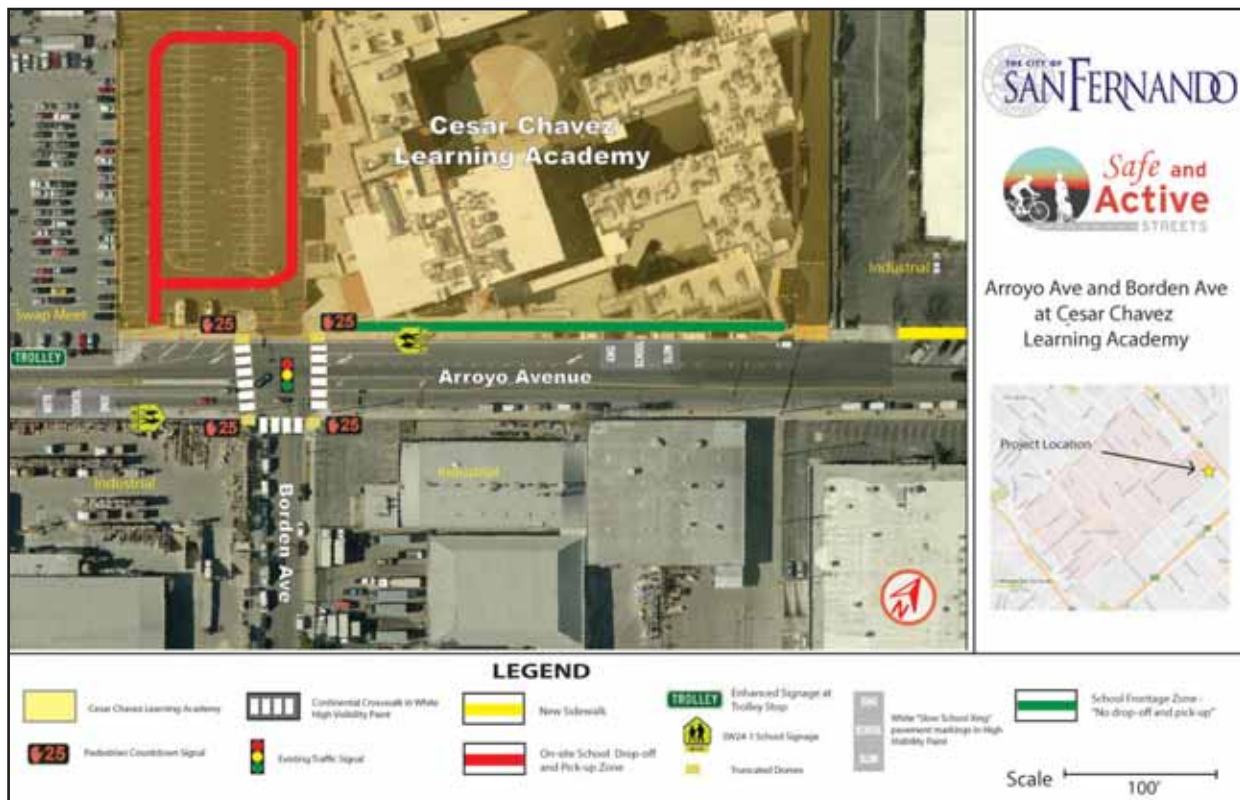 THE CITY OF
SAN FERNANDO
Safe and
Active
STREETS
Arroyo Ave and Borden Ave
at Cesar Chavez
Learning Academy
Project Location
Cesar Chavez
Learning Academy
Industrial
Swap Meet
25
25
TROLLEY
Arroyo Avenue
25
25
Industrial
Industrial
Borden Ave
N
LEGEND
Cesar Chavez Learning Academy
25
Pedestrian Countdown Signal
Continental Crosswalk in White
High Visibility Paint
Existing Traffic Signal
New Sidewalk
On-site School Drop-off
and Pick-up Zone
TROLLEY
Enhanced Signage at
Trolley Stop
SW24-1 School Signage
Truncated Domes
White "Slow School Xing"
pavement markings in High
Visibility Paint
School Frontage Zone -
"No drop-off and pick-up"
Scale
100'